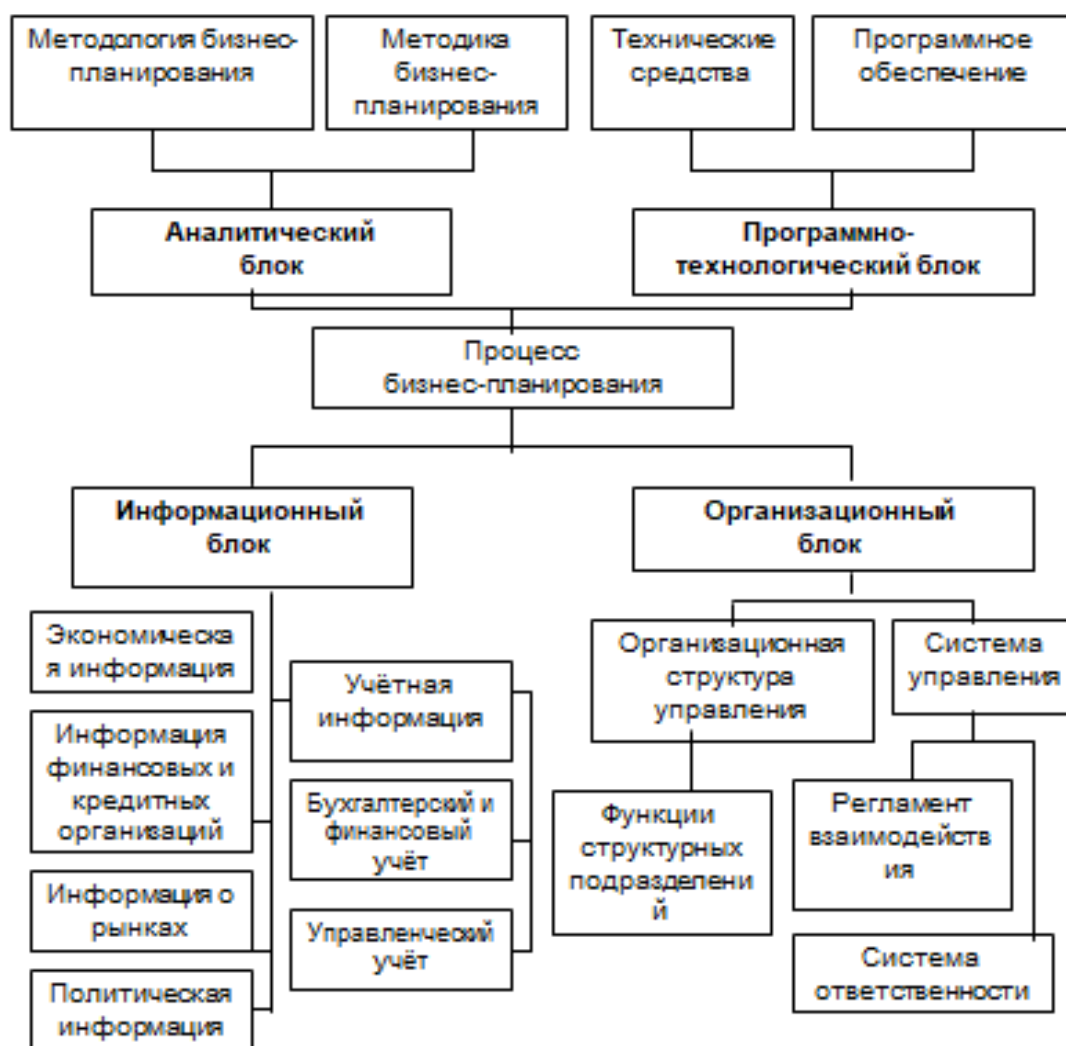 Методология бизнес-
планирования
Методика
бизнес-
планирования
Технические
средства
Программное
обеспечение
Аналитический
блок
Программно-
технологический блок
Процесс
бизнес-планирования
Информационный
блок
Организационный
блок
Экономическа
я информация
Информация
финансовых и
кредитных
организаций
Информация о
рынках
Политическая
информация
Учётная
информация
Бухгалтерский и
финансовый
учёт
Управленческий
учёт
Организационная
структура
управления
Функции
структурных
подразделени
й
Система
управления
Регламент
взаимодейств
ия
Система
ответственности